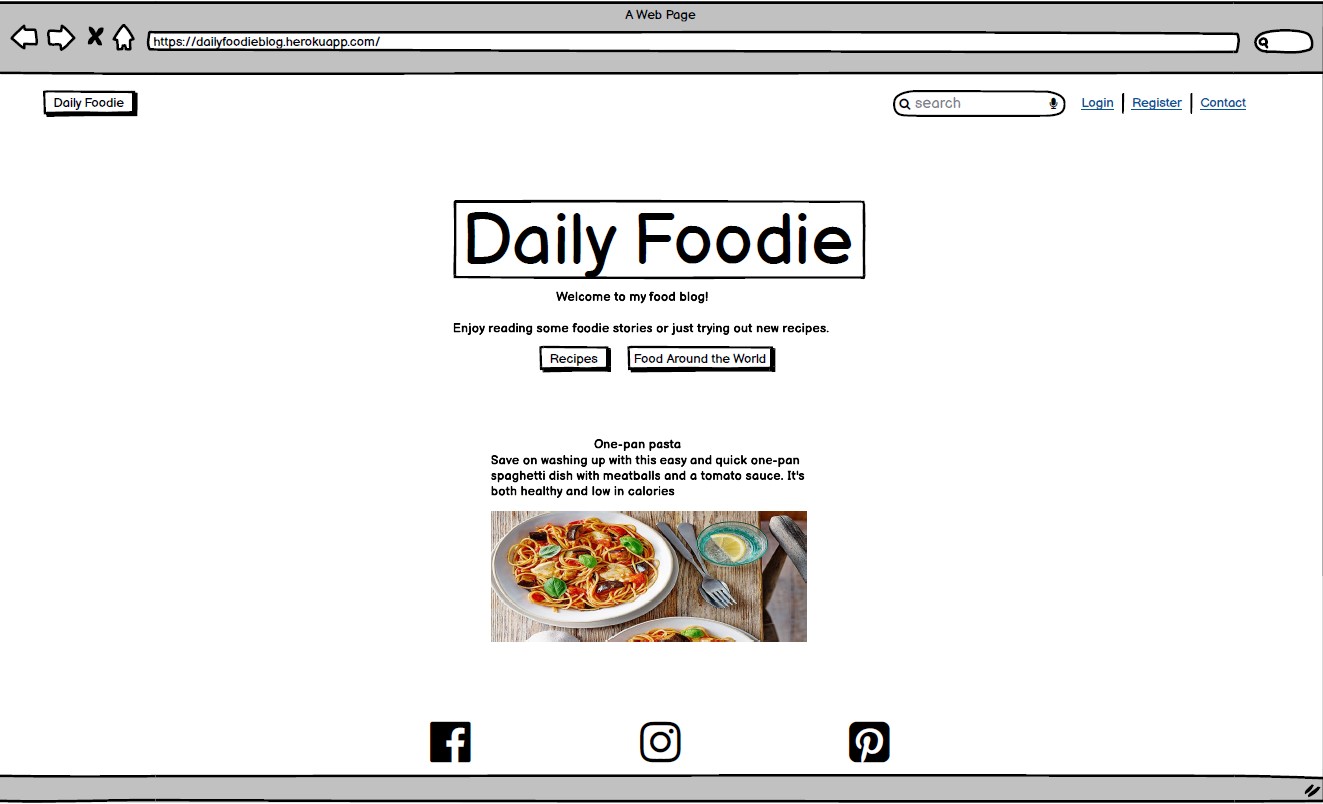 A Web Page
https://dailyfoodieblog.herokuapp.com/
Daily Foodie
search
Login
Register
Contact
Daily Foodie
Welcome to my food blog!
Enjoy reading some foodie stories or just trying out new recipes.
Recipes
Food Around the World
One-pan pasta
Save on washing up with this easy and quick one-pan
spaghetti dish with meatballs and a tomato sauce. It's
both healthy and low in calories